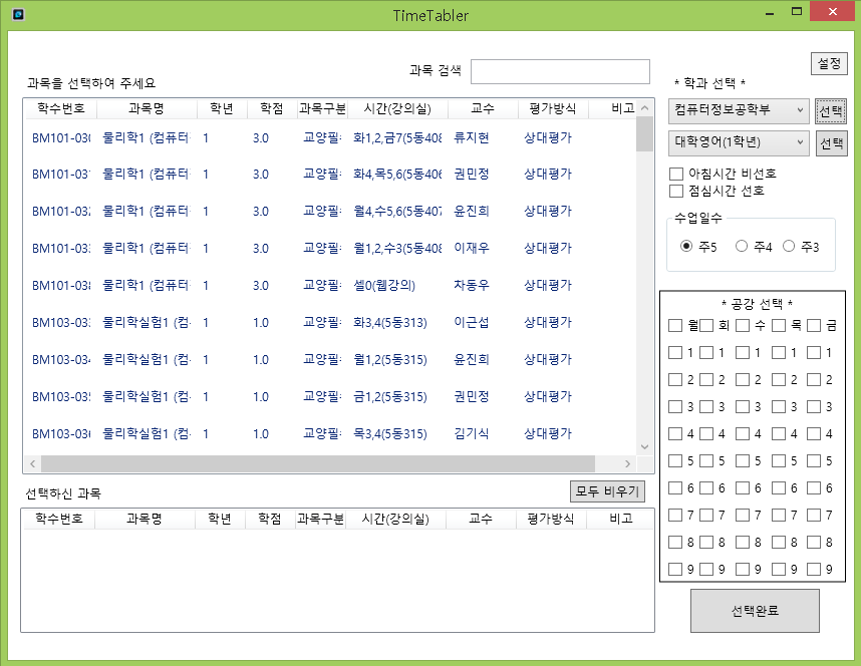 TimeTabler
설정
과목 검색
과목을 선택하여 주세요
* 학과 선택 *
학수번호 과목명 학년 학점 과목구분 시간(강의실) 교수 평가방식 비고
BM101-03 물리학1 (컴퓨터 1 3.0 교양필 화1,2,금7(5동408 류지현 상대평가
BM101-03 물리학1 (컴퓨터 1 3.0 교양필 화4,목5,6(5동406 권민정 상대평가
BM101-03 물리학1 (컴퓨터 1 3.0 교양필 월4,수5,6(5동407 윤진희 상대평가
BM101-03 물리학1 (컴퓨터 1 3.0 교양필 월1,2,수3(5동408 이재우 상대평가
BM101-03 물리학1 (컴퓨터 1 3.0 교양필 셀0(웹강의) 차동우 상대평가
BM103-03 물리학실험1 (컴 1 1.0 교양필 화3,4(5동313) 이근섭 상대평가
BM103-03 물리학실험1 (컴 1 1.0 교양필 월1,2(5동315) 윤진희 상대평가
BM103-03 물리학실험1 (컴 1 1.0 교양필 금1,2(5동315) 권민정 상대평가
BM103-03 물리학실험1 (컴 1 1.0 교양필 목3,4(5동315) 김기식 상대평가
컴퓨터정보공학부 선택
대학영어(1학년) 선택
아침시간 비선호
점심시간 선호
수업일수
주5 주4 주3
* 공강 선택 *
월 화 수 목 금
1 1 1 1 1
2 2 2 2 2
3 3 3 3 3
4 4 4 4 4
5 5 5 5 5
6 6 6 6 6
7 7 7 7 7
8 8 8 8 8
9 9 9 9 9
선택하신 과목
모두 비우기
학수번호 과목명 학년 학점 과목구분 시간(강의실) 교수 평가방식 비고
선택완료